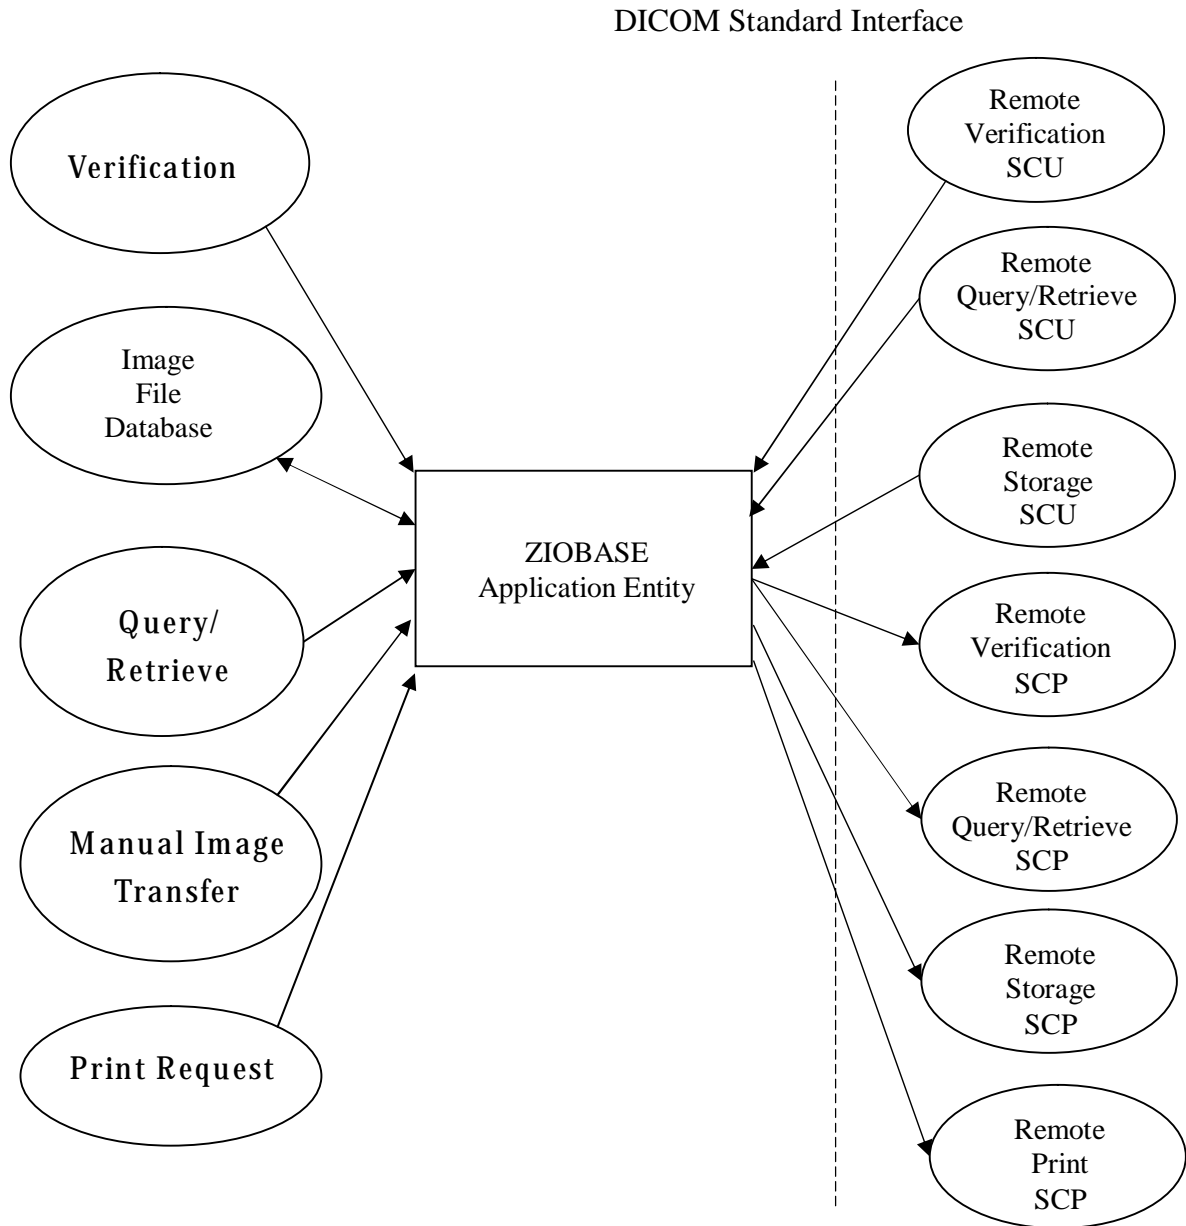 DICOM Standard Interface
Verification
Image
File
Database
Query/
Retrieve
Manual Image
Transfer
Print Request
ZIOBASE
Application Entity
Remote
Verification
SCU
Remote
Query/Retrieve
SCU
Remote
Storage
SCU
Remote
Verification
SCP
Remote
Query/Retrieve
SCP
Remote
Storage
SCP
Remote
Print
SCP